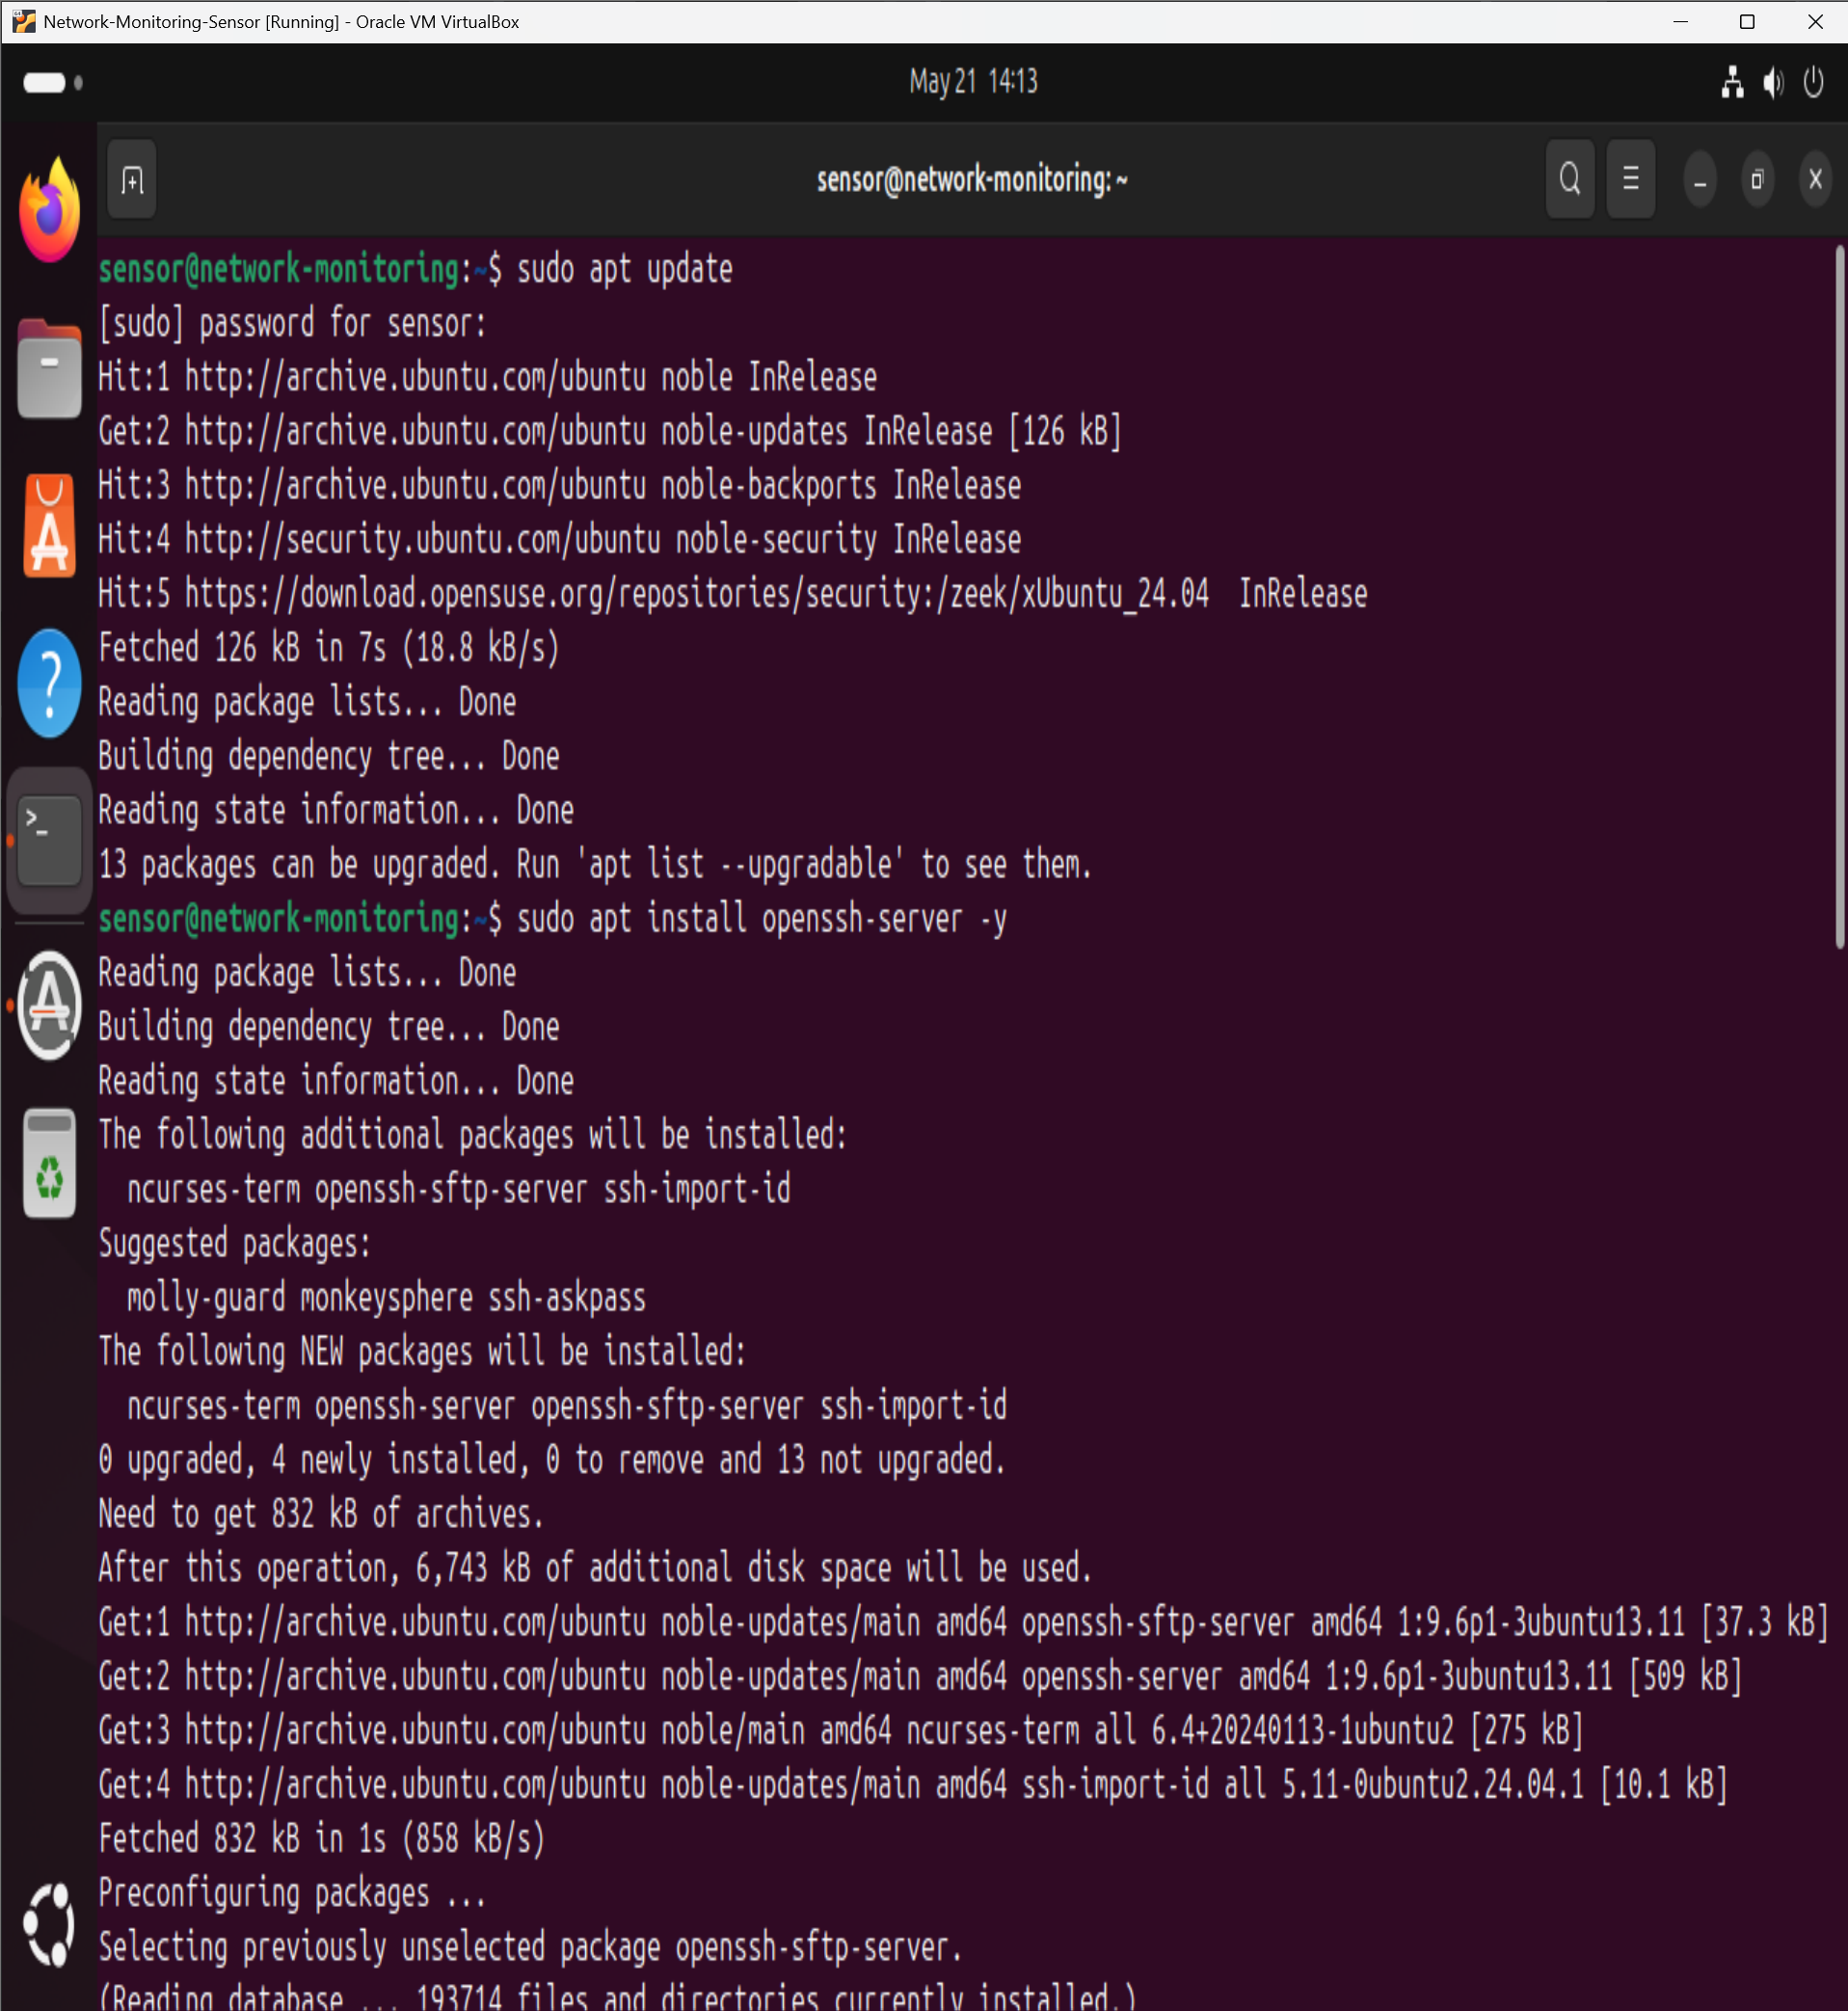 Network-Monitoring-Sensor [Running] - Oracle VM VirtualBox
May 21 14:13
sensor@network-monitoring: ~
sensor@network-monitoring:~$ sudo apt update
[sudo] password for sensor:
Hit:1 http://archive.ubuntu.com/ubuntu noble InRelease
Get:2 http://archive.ubuntu.com/ubuntu noble-updates InRelease [126 kB]
Hit:3 http://archive.ubuntu.com/ubuntu noble-backports InRelease
Hit:4 http://security.ubuntu.com/ubuntu noble-security InRelease
Hit:5 https://download.opensuse.org/repositories/security:/zeek/xUbuntu_24.04  InRelease
Fetched 126 kB in 7s (18.8 kB/s)
Reading package lists... Done
Building dependency tree... Done
Reading state information... Done
13 packages can be upgraded. Run 'apt list --upgradable' to see them.
sensor@network-monitoring:~$ sudo apt install openssh-server -y
Reading package lists... Done
Building dependency tree... Done
Reading state information... Done
The following additional packages will be installed:
  ncurses-term openssh-sftp-server ssh-import-id
Suggested packages:
  molly-guard monkeysphere ssh-askpass
The following NEW packages will be installed:
  ncurses-term openssh-server openssh-sftp-server ssh-import-id
0 upgraded, 4 newly installed, 0 to remove and 13 not upgraded.
Need to get 832 kB of archives.
After this operation, 6,743 kB of additional disk space will be used.
Get:1 http://archive.ubuntu.com/ubuntu noble-updates/main amd64 openssh-sftp-server amd64 1:9.6p1-3ubuntu13.11 [37.3 kB]
Get:2 http://archive.ubuntu.com/ubuntu noble-updates/main amd64 openssh-server amd64 1:9.6p1-3ubuntu13.11 [509 kB]
Get:3 http://archive.ubuntu.com/ubuntu noble/main amd64 ncurses-term all 6.4+20240113-1ubuntu2 [275 kB]
Get:4 http://archive.ubuntu.com/ubuntu noble-updates/main amd64 ssh-import-id all 5.11-0ubuntu2.24.04.1 [10.1 kB]
Fetched 832 kB in 1s (858 kB/s)
Preconfiguring packages ...
Selecting previously unselected package openssh-sftp-server.
(Reading database ... 193714 files and directories currently installed.)